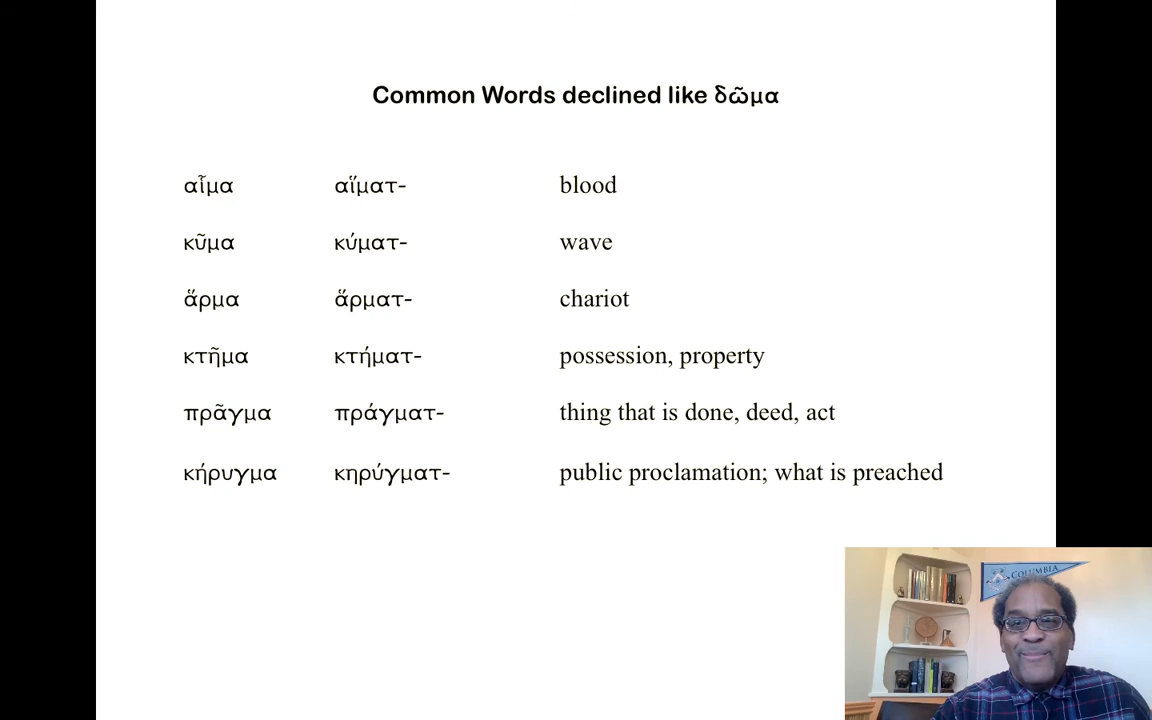 Common Words declined like δῶμα
αἷμα αἵματ- blood
κῦμα κύματ- wave
ἅρμα ἅρματ- chariot
κτῆμα κτήματ- possession, property
πρᾶγμα πράγματ- thing that is done, deed, act
κήρυγμα κηρύγματ- public proclamation; what is preached
COLUMBIA